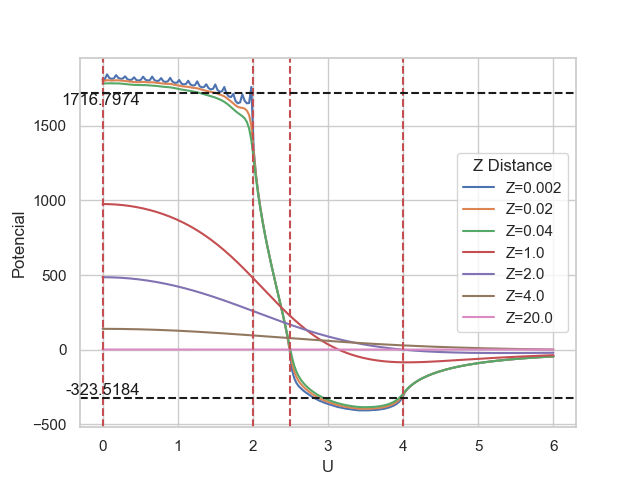 1716.7974
1500
1000
500
0
-323.5184
−500
Potencial
Z Distance
Z=0.002
Z=0.02
Z=0.04
Z=1.0
Z=2.0
Z=4.0
Z=20.0
0 1 2 3 4 5 6
U